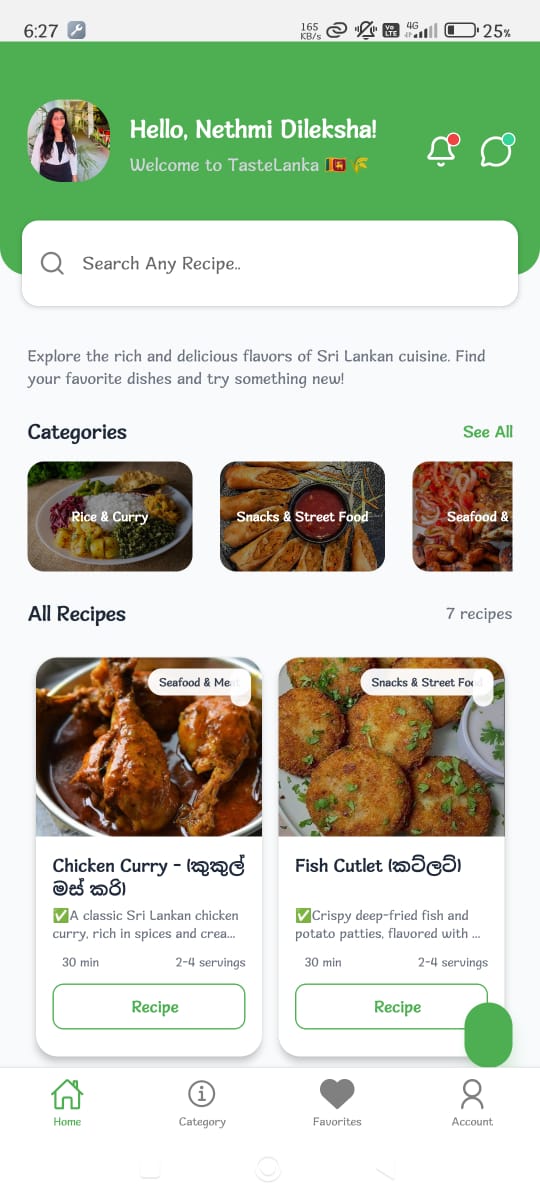 6:27
165
KB/s
Vo
LTE
4G
25%
Hello, Nethmi Dileksha!
Welcome to TasteLanka 🇱🇰🌾
Search Any Recipe..
Explore the rich and delicious flavors of Sri Lankan cuisine. Find
your favorite dishes and try something new!
Categories
See All
Rice & Curry
Snacks & Street Food
Seafood &
All Recipes
7 recipes
Seafood & Meat
Snacks & Street Food
Chicken Curry - (කුකුල්
මස් කරි)
✅A classic Sri Lankan chicken
curry, rich in spices and crea...
30 min
2-4 servings
Recipe
Fish Cutlet (කට්ලට්)
✅Crispy deep-fried fish and
potato patties, flavored with ...
30 min
2-4 servings
Recipe
Home
Category
Favorites
Account